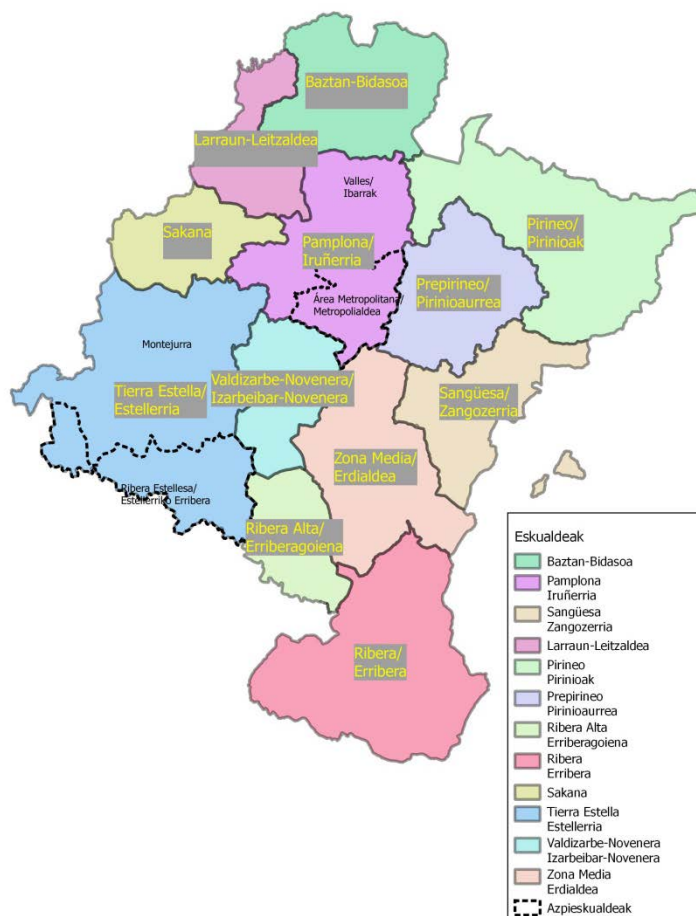 Baztan-Bidasoa
Larraun-Leitzaldea
Valles/
Ibarrak
Sakana
Pamplona/
Iruñerria
Pirineo/
Pirinioak
Prepirineo/
Pirinioaurrea
Área Metropolitana/
Metropolialdea
Montejurra
Tierra Estella/
Estellerria
Valdizarbe-Novenera/
Izarbeibar-Novenera
Sangüesa/
Zangozerria
Zona Media/
Erdialdea
Ribera Estellesa/
Estellerriko Erribera
Ribera Alta/
Erriberagoiena
Ribera/
Erribera
Eskualdeak
Baztan-Bidasoa
Pamplona
Iruñerria
Sangüesa
Zangozerria
Larraun-Leitzaldea
Pirineo
Pirinioak
Prepirineo
Pirinioaurrea
Ribera Alta
Erriberagoiena
Ribera
Erribera
Sakana
Tierra Estella
Estellerria
Valdizarbe-Novenera
Izarbeibar-Novenera
Zona Media
Erdialdea
Azpieskualdeak